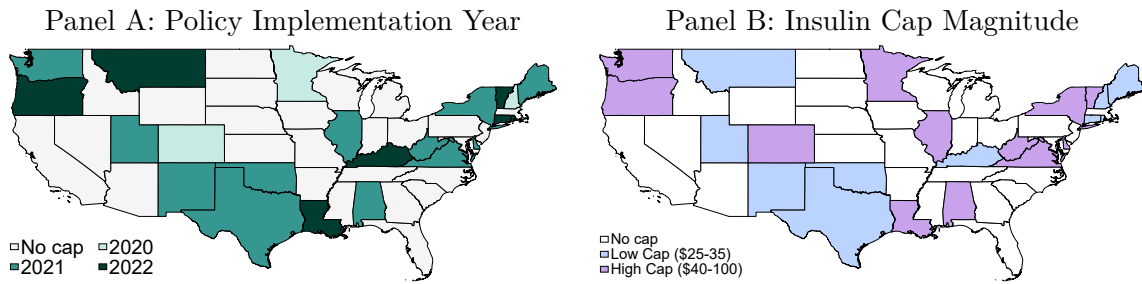 Panel A: Policy Implementation Year
No cap 2020
2021 2022
Panel B: Insulin Cap Magnitude
No cap
Low Cap ($25-35)
High Cap ($40-100)